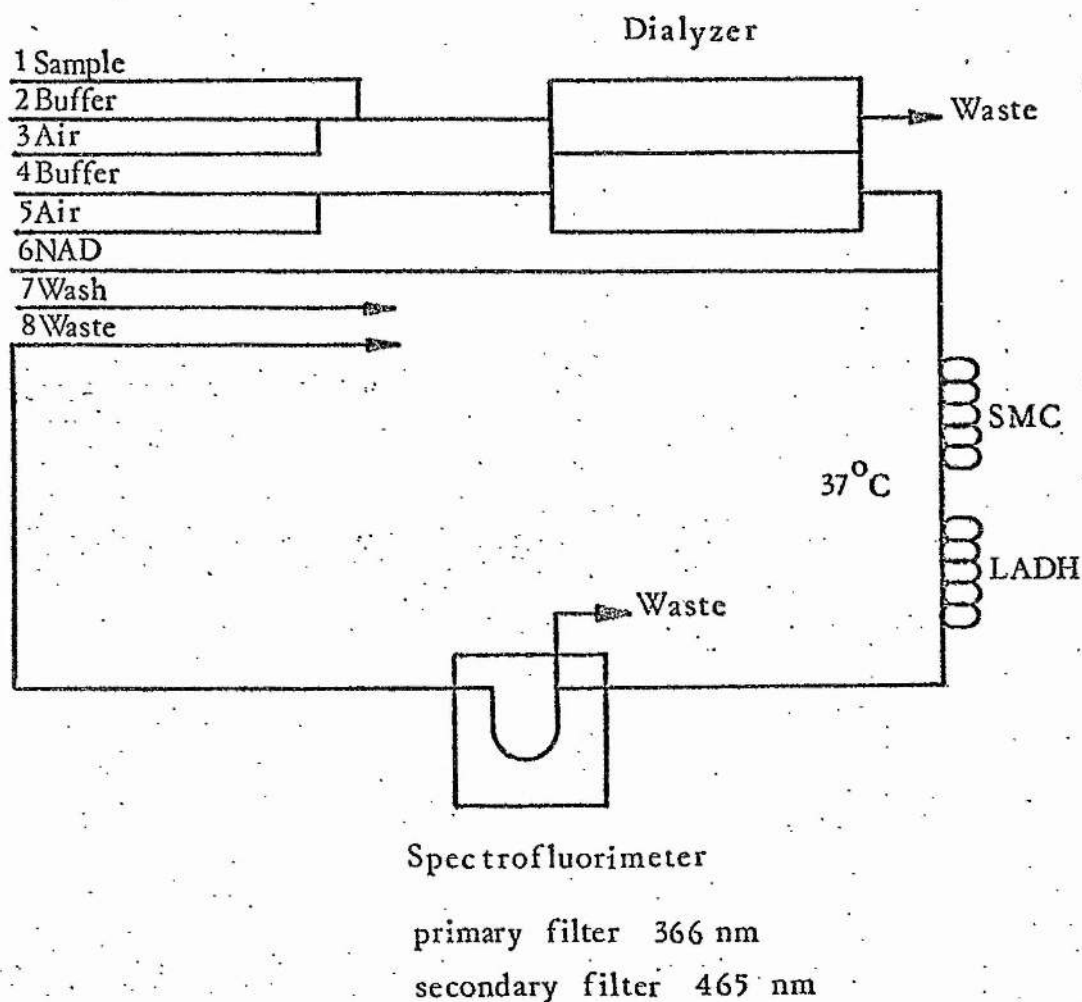 Dialyzer
1 Sample
2 Buffer
3 Air
4 Buffer
5 Air
6 NAD
7 Wash
8 Waste
Waste
SMC
37°C
LADH
Waste
Spectrofluorimeter
primary filter 366 nm
secondary filter 465 nm